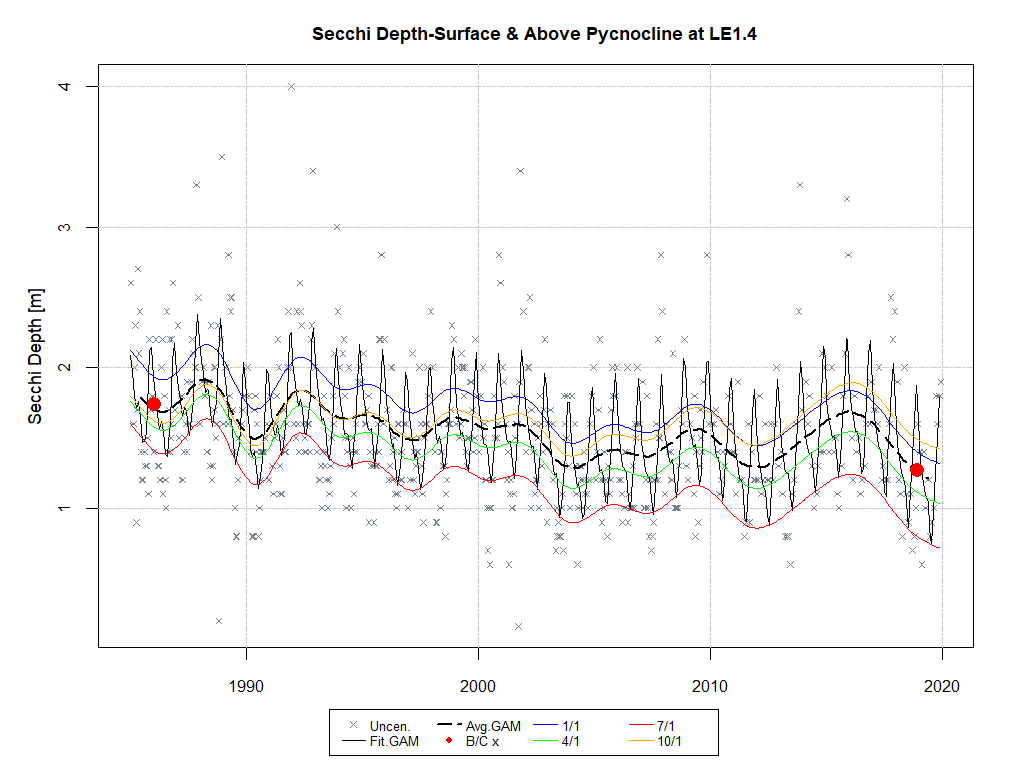 Secchi Depth-Surface & Above Pycnocline at LE1.4
Secchi Depth [m]
4
3
2
1
1990 2000 2010 2020
Uncen. Avg.GAM 1/1 7/1
Fit.GAM B/C x 4/1 10/1